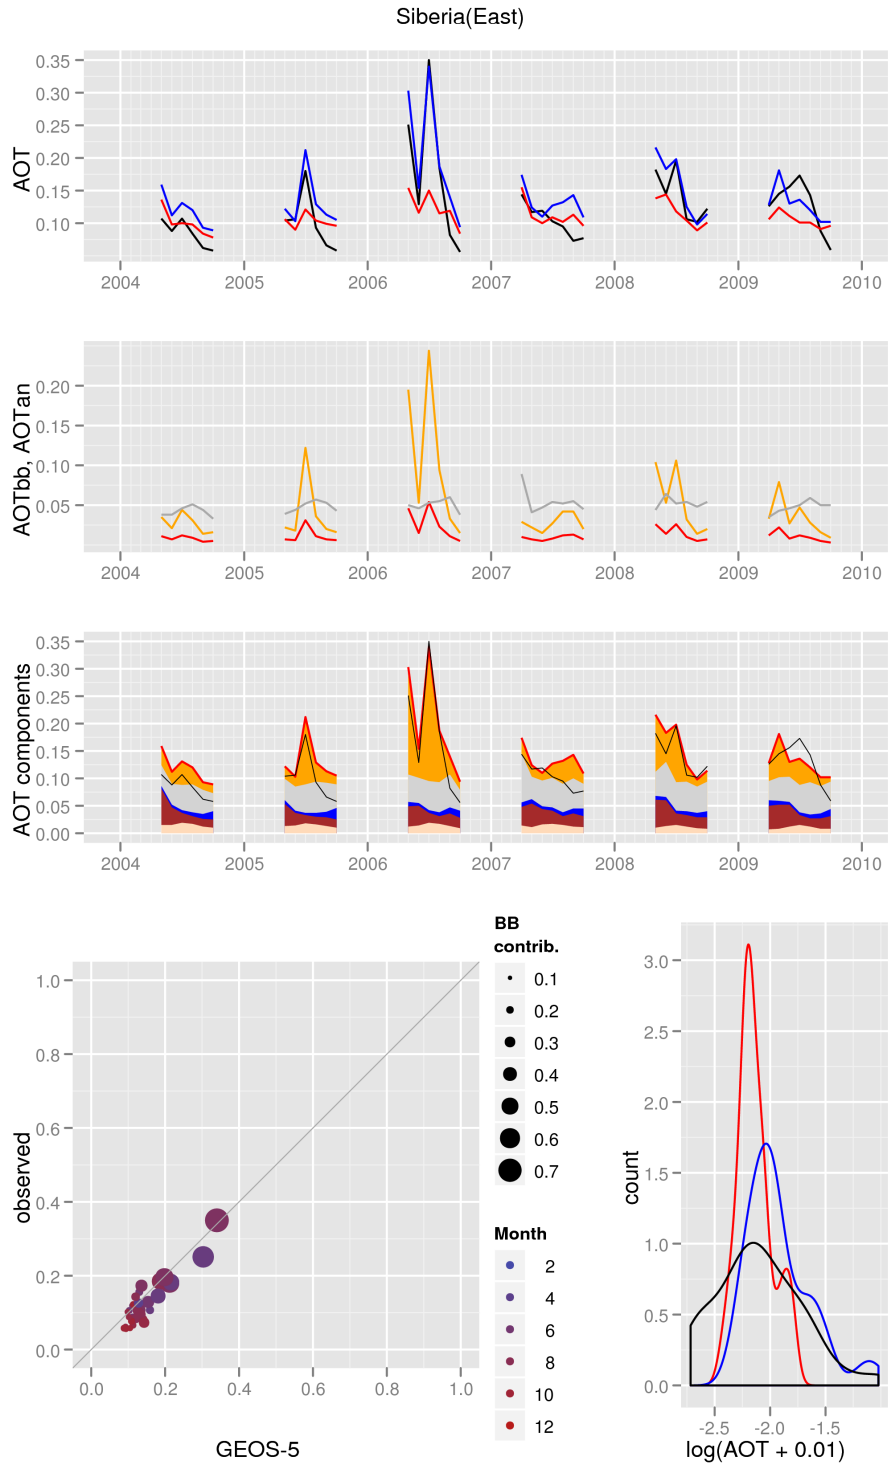 Siberia(East)
AOT
0.35
0.30
0.25
0.20
0.15
0.10
2004 2005 2006 2007 2008 2009 2010
AOTbb, AOTan
0.20
0.15
0.10
0.05
2004 2005 2006 2007 2008 2009 2010
AOT components
0.35
0.30
0.25
0.20
0.15
0.10
0.05
0.00
2004 2005 2006 2007 2008 2009 2010
observed
1.0
0.8
0.6
0.4
0.2
0.0
0.0 0.2 0.4 0.6 0.8 1.0
GEOS-5
BB
contrib.
0.1
0.2
0.3
0.4
0.5
0.6
0.7
Month
2
4
6
8
10
12
count
3.0
2.5
2.0
1.5
1.0
0.5
0.0
-2.5 -2.0 -1.5
log(AOT + 0.01)